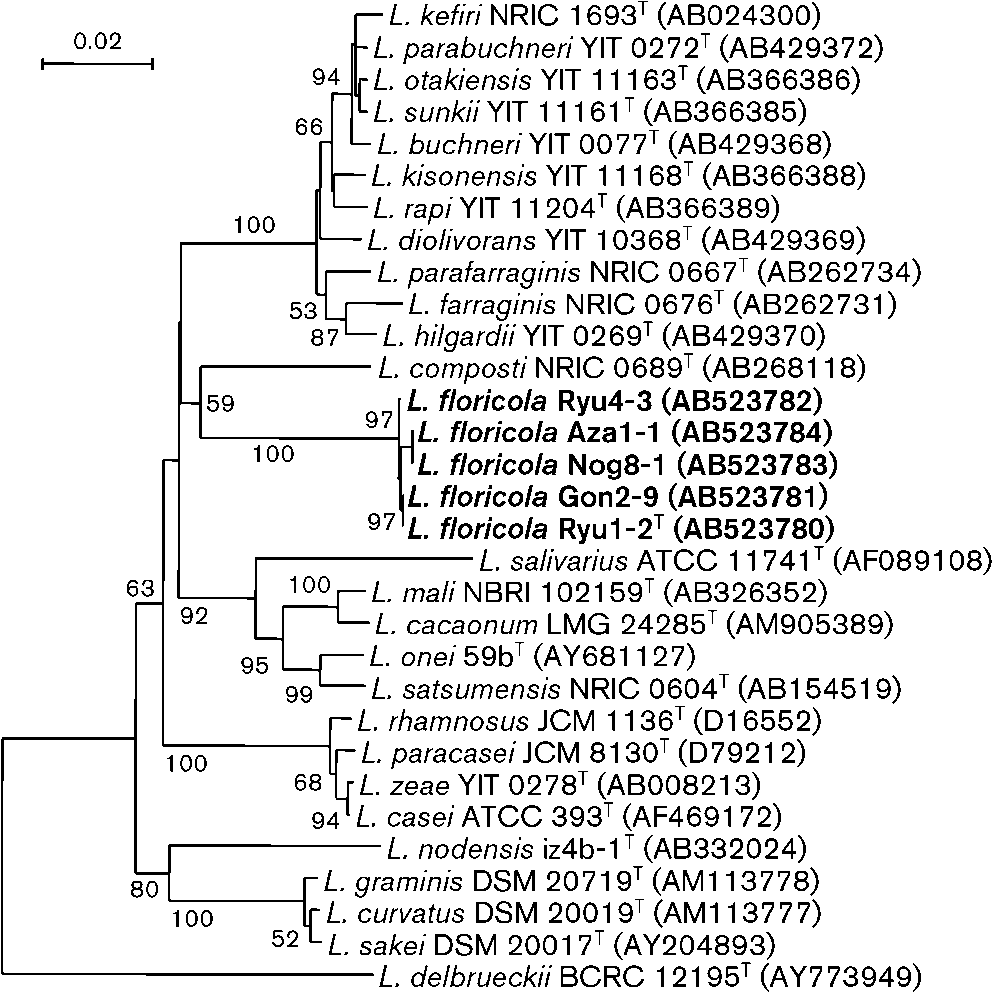 L. kefiri NRIC 1693T (AB024300)
0.02
L. parabuchneri YIT 0272T (AB429372)
94
L. otakiensis YIT 11163T (AB366386)
L. sunkii YIT 11161T (AB366385)
66
L. buchneri YIT 0077T (AB429368)
L. kisonensis YIT 11168T (AB366388)
L. rapi YIT 11204T (AB366389)
100
L. diolivorans YIT 10368T (AB429369)
L. parafarraginis NRIC 0667T (AB262734)
53
L. farraginis NRIC 0676T (AB262731)
87
L. hilgardii YIT 0269T (AB429370)
L. composti NRIC 0689T (AB268118)
59
L. floricola Ryu4-3 (AB523782)
97
L. floricola Aza1-1 (AB523784)
100
L. floricola Nog8-1 (AB523783)
L. floricola Gon2-9 (AB523781)
97
L. floricola Ryu1-2T (AB523780)
L. salivarius ATCC 11741T (AF089108)
63
100
L. mali NBRI 102159T (AB326352)
92
L. cacaonum LMG 24285T (AM905389)
95
L. onei 59bT (AY681127)
99
L. satsumensis NRIC 0604T (AB154519)
L. rhamnosus JCM 1136T (D16552)
100
L. paracasei JCM 8130T (D79212)
68
L. zeae YIT 0278T (AB008213)
94
L. casei ATCC 393T (AF469172)
L. nodensis iz4b-1T (AB332024)
80
L. graminis DSM 20719T (AM113778)
100
L. curvatus DSM 20019T (AM113777)
52
L. sakei DSM 20017T (AY204893)
L. delbrueckii BCRC 12195T (AY773949)